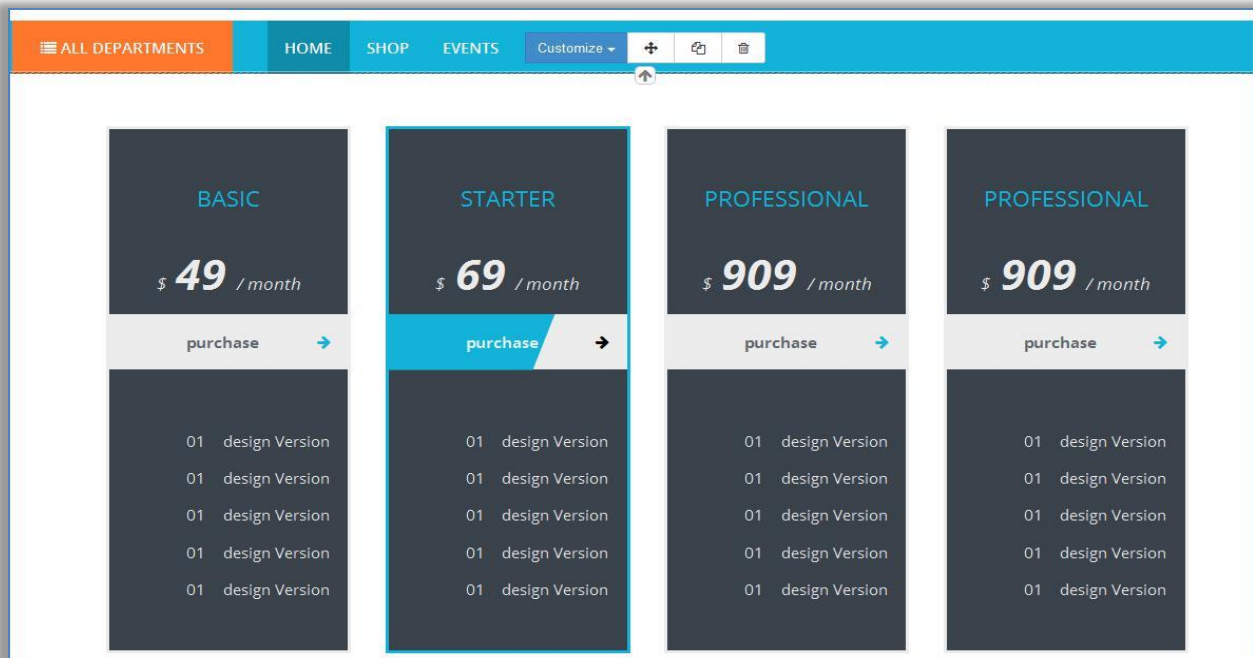 ALL DEPARTMENTS HOME SHOP EVENTS Customize
BASIC
$ 49 / month
purchase
01 design Version
01 design Version
01 design Version
01 design Version
01 design Version
STARTER
$ 69 / month
purchase
01 design Version
01 design Version
01 design Version
01 design Version
01 design Version
PROFESSIONAL
$ 909 / month
purchase
01 design Version
01 design Version
01 design Version
01 design Version
01 design Version
PROFESSIONAL
$ 909 / month
purchase
01 design Version
01 design Version
01 design Version
01 design Version
01 design Version